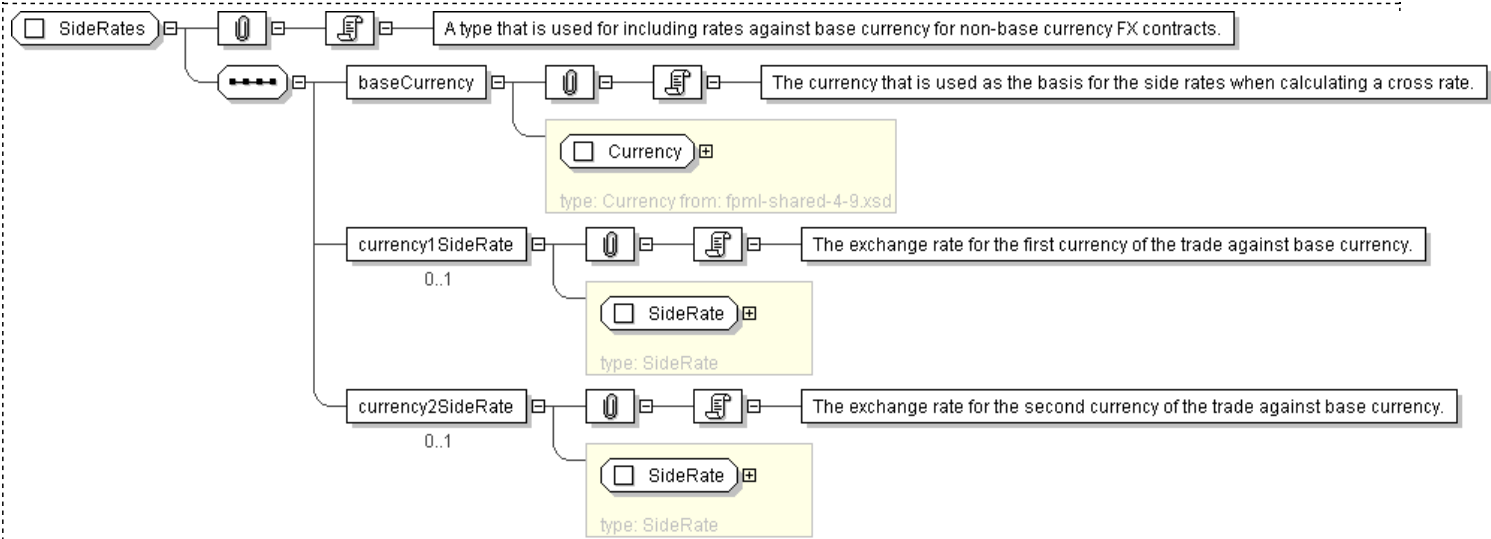 SideRates
A type that is used for including rates against base currency for non-base currency FX contracts.
baseCurrency
The currency that is used as the basis for the side rates when calculating a cross rate.
Currency
type: Currency from: fpml-shared-4-9.xsd
currency1SideRate
The exchange rate for the first currency of the trade against base currency.
0..1
SideRate
type: SideRate
currency2SideRate
The exchange rate for the second currency of the trade against base currency.
0..1
SideRate
type: SideRate